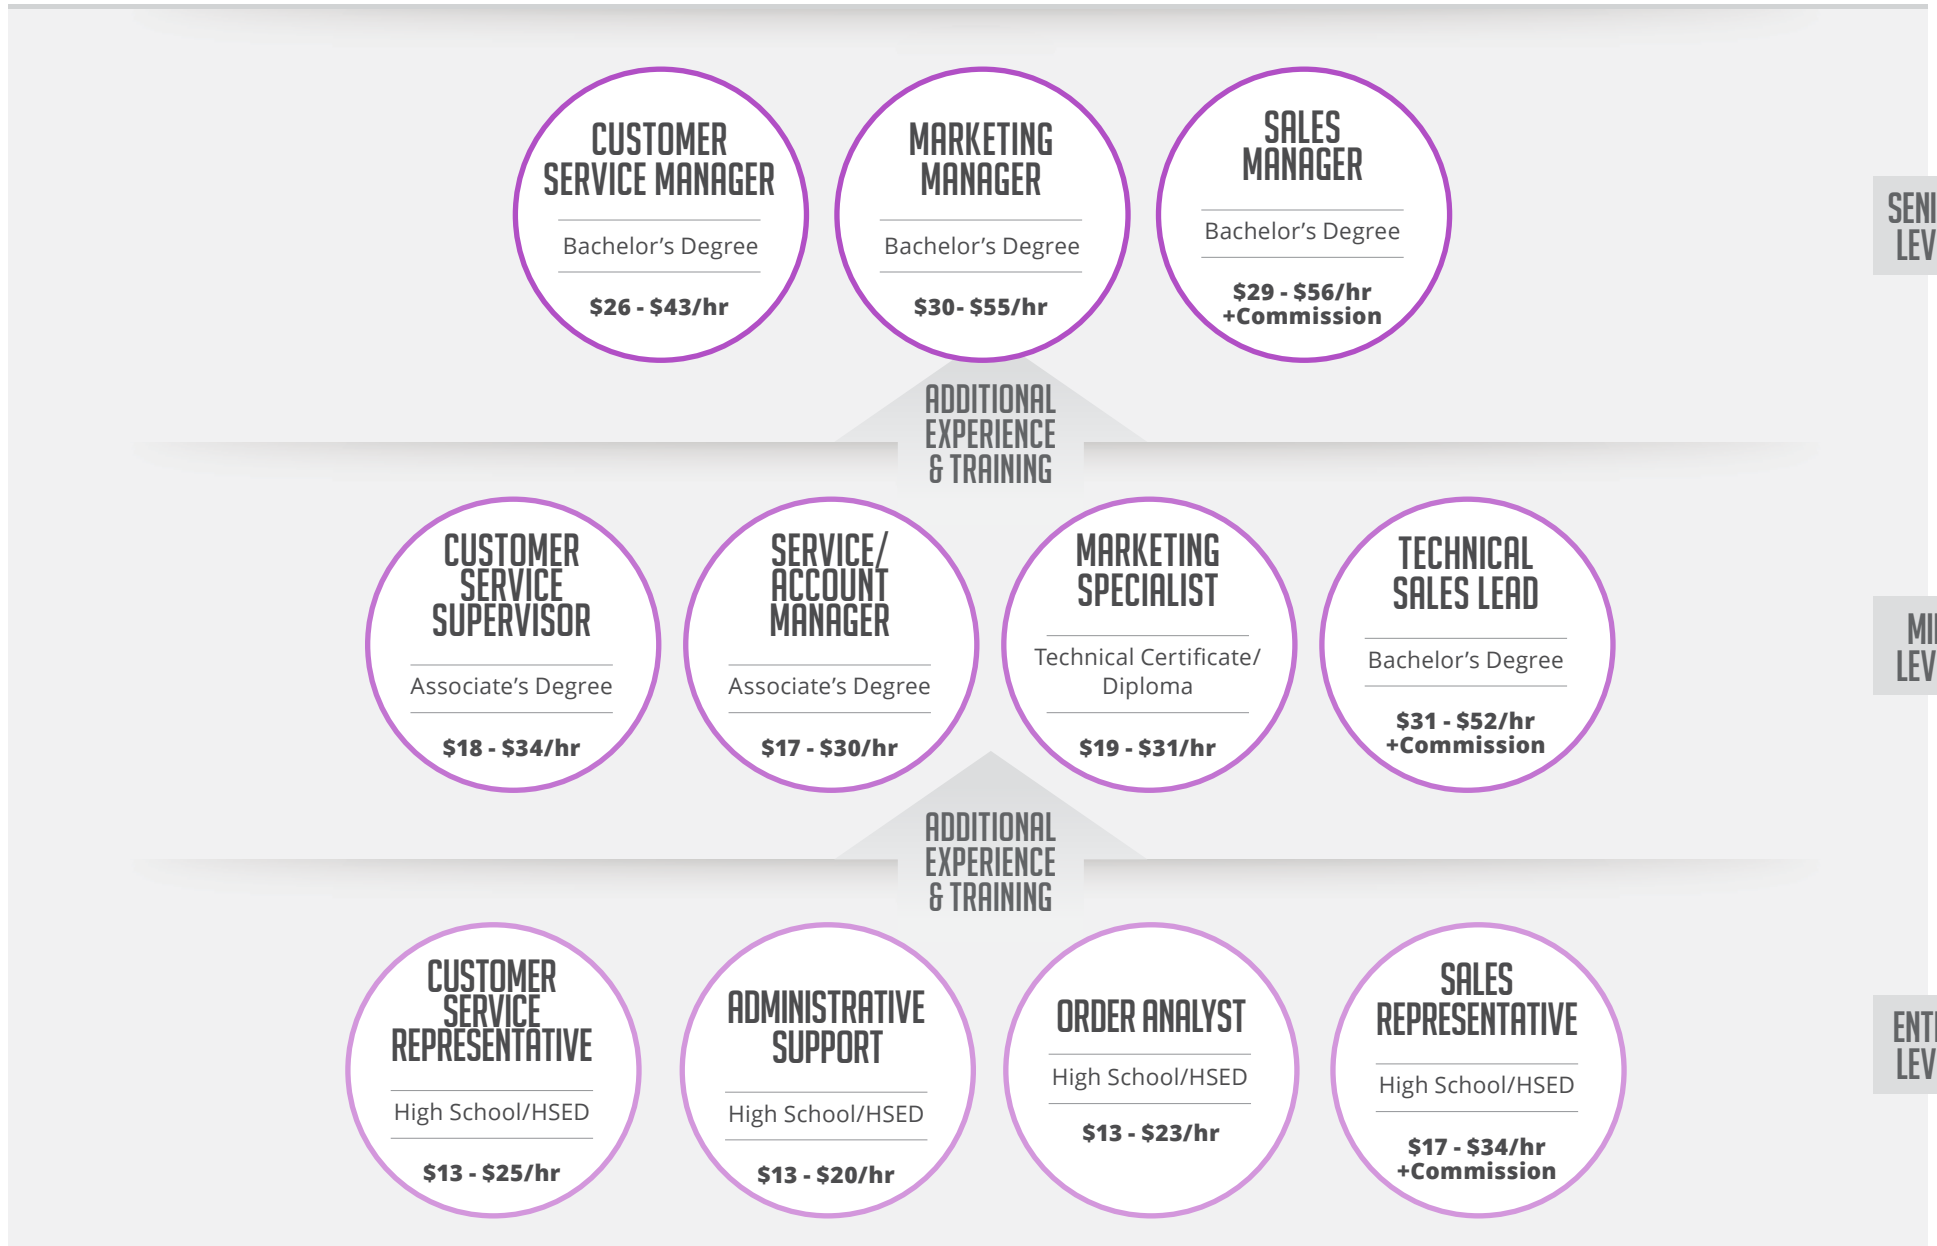 CUSTOMER
SERVICE MANAGER
Bachelor's Degree
$26 - $43/hr
MARKETING
MANAGER
Bachelor's Degree
$30- $55/hr
SALES
MANAGER
Bachelor's Degree
$29 - $56/hr
+Commission
ADDITIONAL
EXPERIENCE
& TRAINING
CUSTOMER
SERVICE
SUPERVISOR
Associate's Degree
$18 - $34/hr
SERVICE/
ACCOUNT
MANAGER
Associate's Degree
$17 - $30/hr
MARKETING
SPECIALIST
Technical Certificate/
Diploma
$19 - $31/hr
TECHNICAL
SALES LEAD
Bachelor's Degree
$31 - $52/hr
+Commission
ADDITIONAL
EXPERIENCE
& TRAINING
CUSTOMER
SERVICE
REPRESENTATIVE
High School/HSED
$13 - $25/hr
ADMINISTRATIVE
SUPPORT
High School/HSED
$13 - $20/hr
ORDER ANALYST
High School/HSED
$13 - $23/hr
SALES
REPRESENTATIVE
High School/HSED
$17 - $34/hr
+Commission